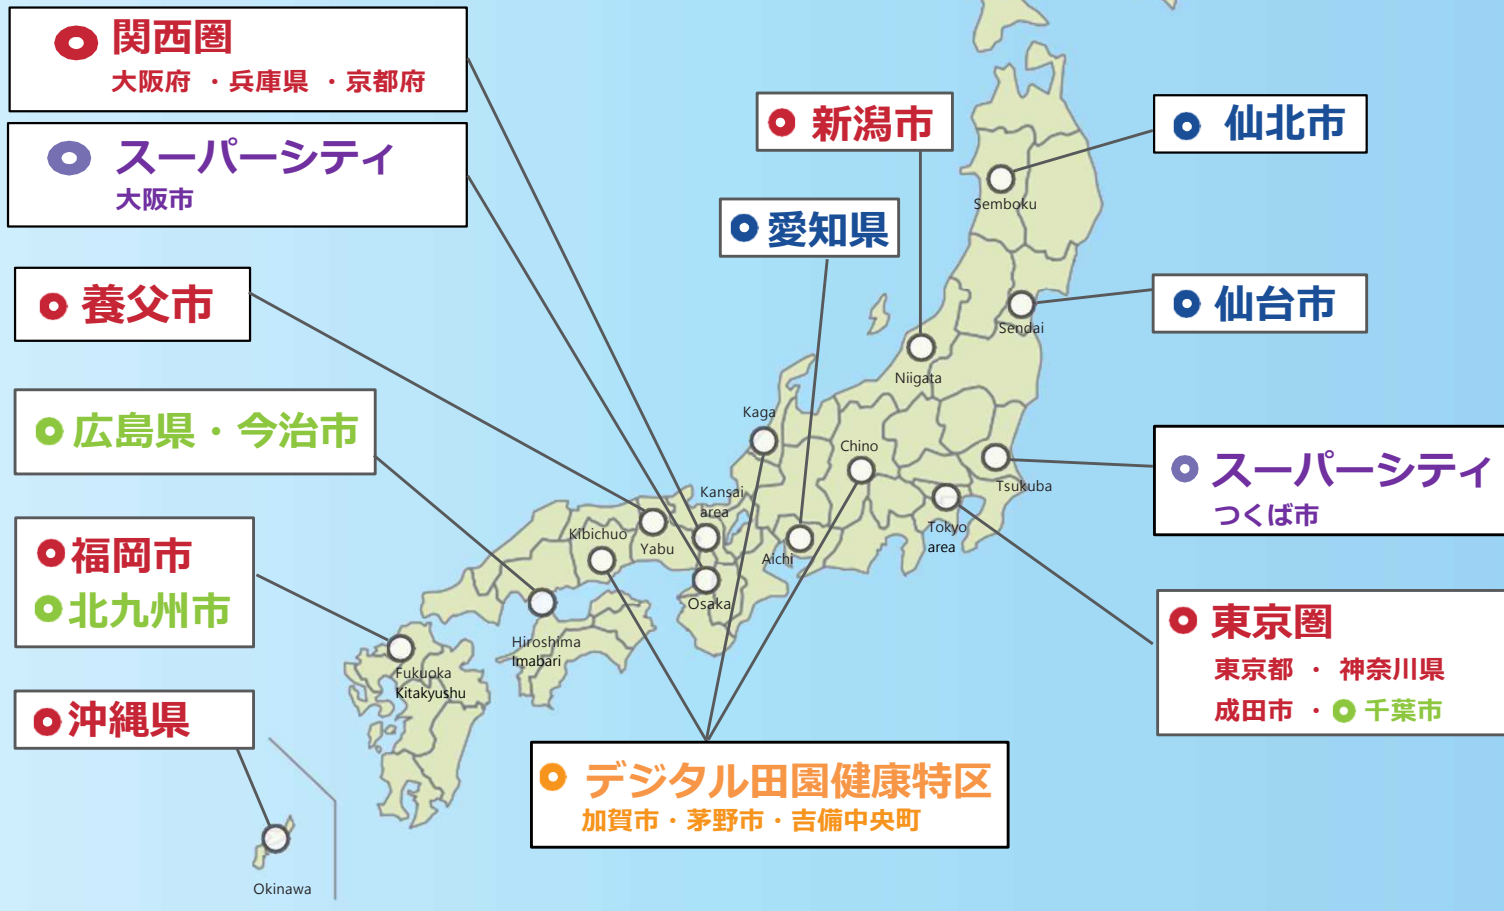 関西圏
大阪府 ・兵庫県 ・京都府
スーパーシティ
大阪市
養父市
広島県・今治市
福岡市
北九州市
沖縄県
新潟市
愛知県
仙北市
仙台市
スーパーシティ
つくば市
東京圏
東京都 ・ 神奈川県
成田市 ・ 千葉市
デジタル田園健康特区
加賀市・茅野市・吉備中央町
Semboku
Sendai
Niigata
Kaga
Chino
Tsukuba
Kansai
area
Tokyo
area
Kibichuo
Yabu
Aichi
Osaka
Hiroshima
Imabari
Fukuoka
Kitakyushu
Okinawa